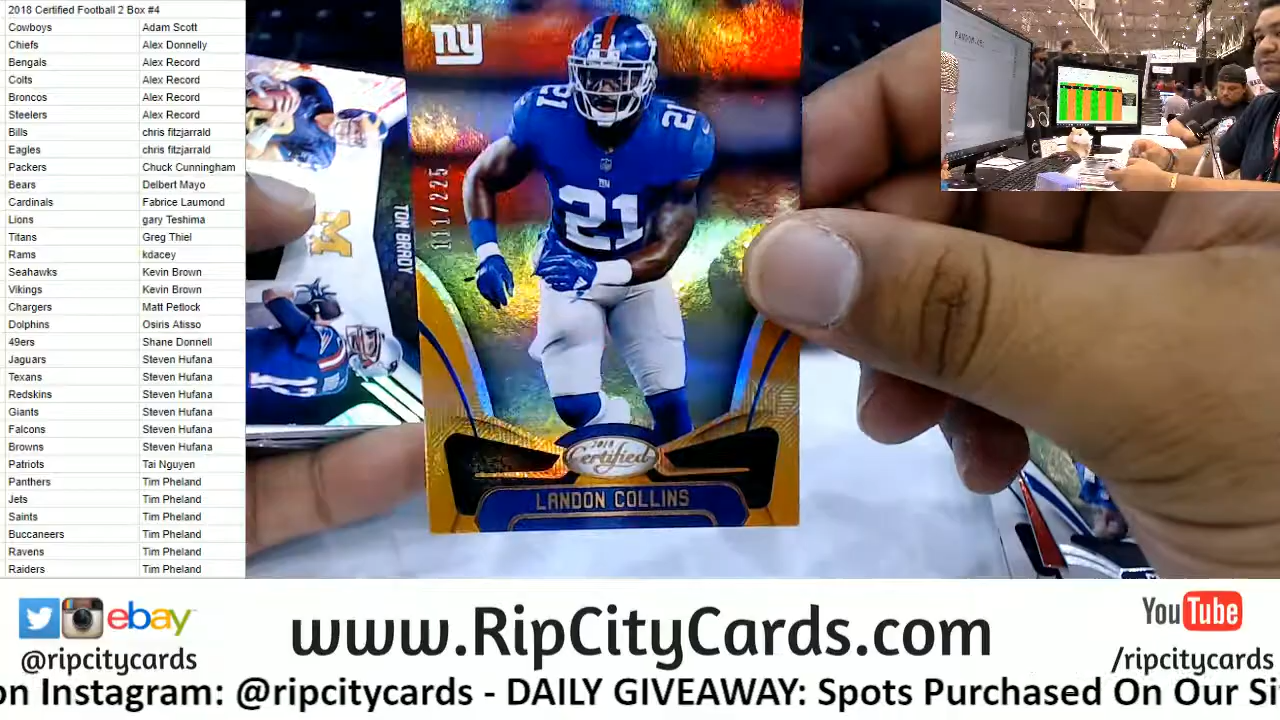 2018 Certified Football 2 Box #4
Cowboys Adam Scott
Chiefs Alex Donnelly
Bengals Alex Record
Colts Alex Record
Broncos Alex Record
Steelers Alex Record
Bills chris fitzjarrald
Eagles chris fitzjarrald
Packers Chuck Cunningham
Bears Delbert Mayo
Cardinals Fabrice Laumond
Lions gary Teshima
Titans Greg Thiel
Rams kdacey
Seahawks Kevin Brown
Vikings Kevin Brown
Chargers Matt Petlock
Dolphins Osiris Atisso
49ers Shane Donnell
Jaguars Steven Hufana
Texans Steven Hufana
Redskins Steven Hufana
Giants Steven Hufana
Falcons Steven Hufana
Browns Steven Hufana
Patriots Tai Nguyen
Panthers Tim Pheland
Jets Tim Pheland
Saints Tim Pheland
Buccaneers Tim Pheland
Ravens Tim Pheland
Raiders Tim Pheland
ny
21
21
21
21
111/225
2018
Certified
LANDON COLLINS
TOM BRADY
M
12
ebay
@ripcitycards
www.RipCityCards.com
YouTube
/ripcitycards
on Instagram: @ripcitycards - DAILY GIVEAWAY: Spots Purchased On Our Si